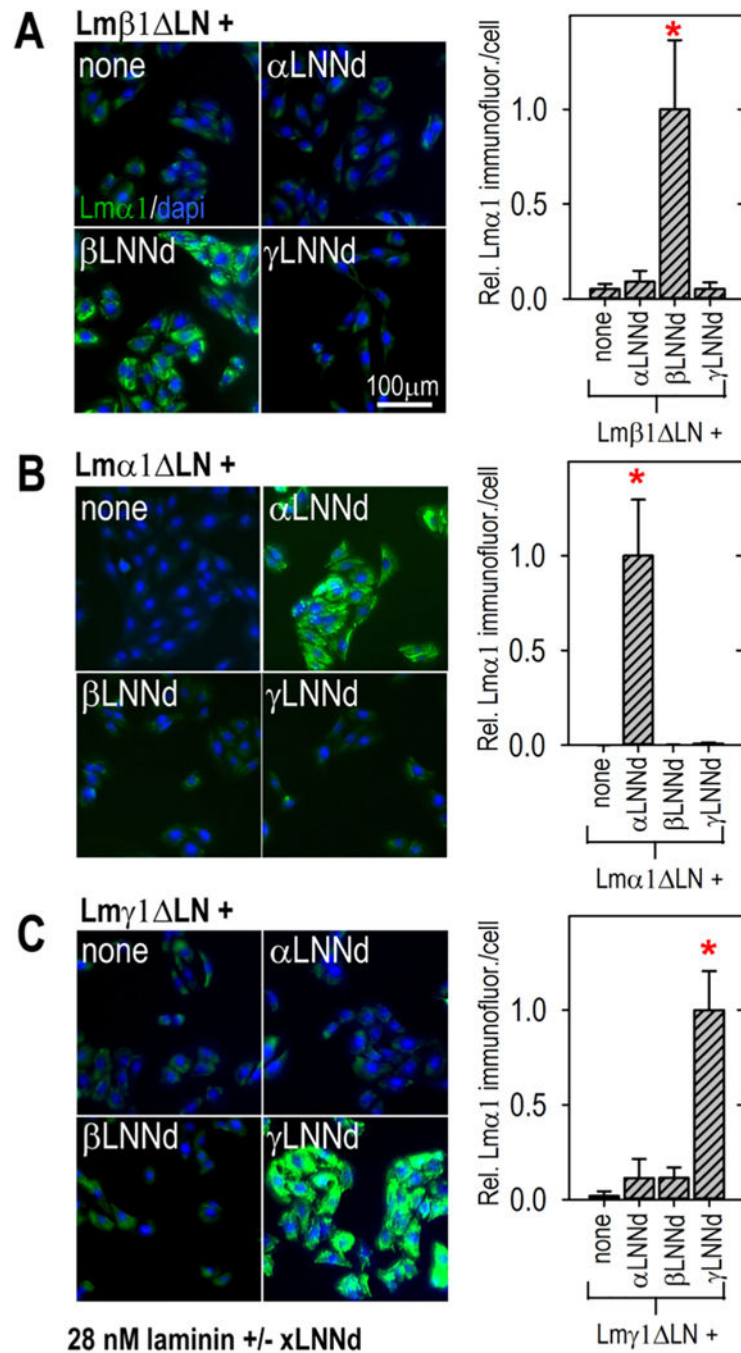 A
Lmβ1ΔLN +
none
αLNNd
Lmα1/dapi
βLNNd
γLNNd
100μm
Rel. Lmα1 immunofluor./cell
1.0
0.5
0.0
*
none
αLNNd
βLNNd
γLNNd
Lmβ1ΔLN +
B
Lmα1ΔLN +
none
αLNNd
βLNNd
γLNNd
Rel. Lmα1 immunofluor./cell
1.0
0.5
0.0
*
none
αLNNd
βLNNd
γLNNd
Lmα1ΔLN +
C
Lmγ1ΔLN +
none
αLNNd
βLNNd
γLNNd
Rel. Lmα1 immunofluor./cell
1.0
0.5
0.0
*
none
αLNNd
βLNNd
γLNNd
Lmγ1ΔLN +
28 nM laminin +/- xLNNd